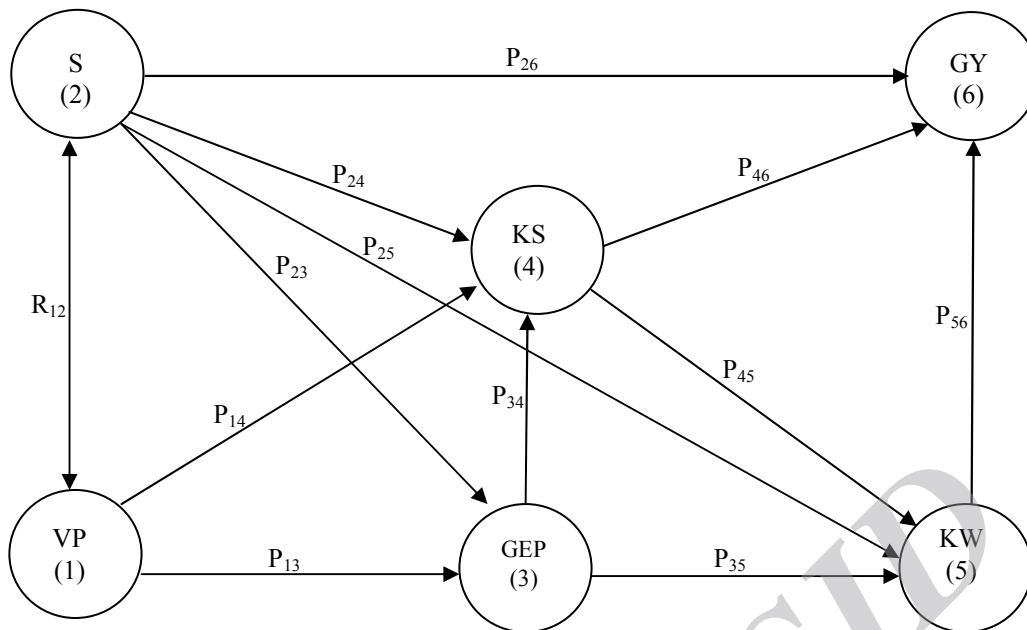 S
(2)
P26
GY
(6)
P24
P46
KS
(4)
P25
P23
R12
P56
P45
P14
P34
VP
(1)
GEP
(3)
KW
(5)
P13
P35
SID